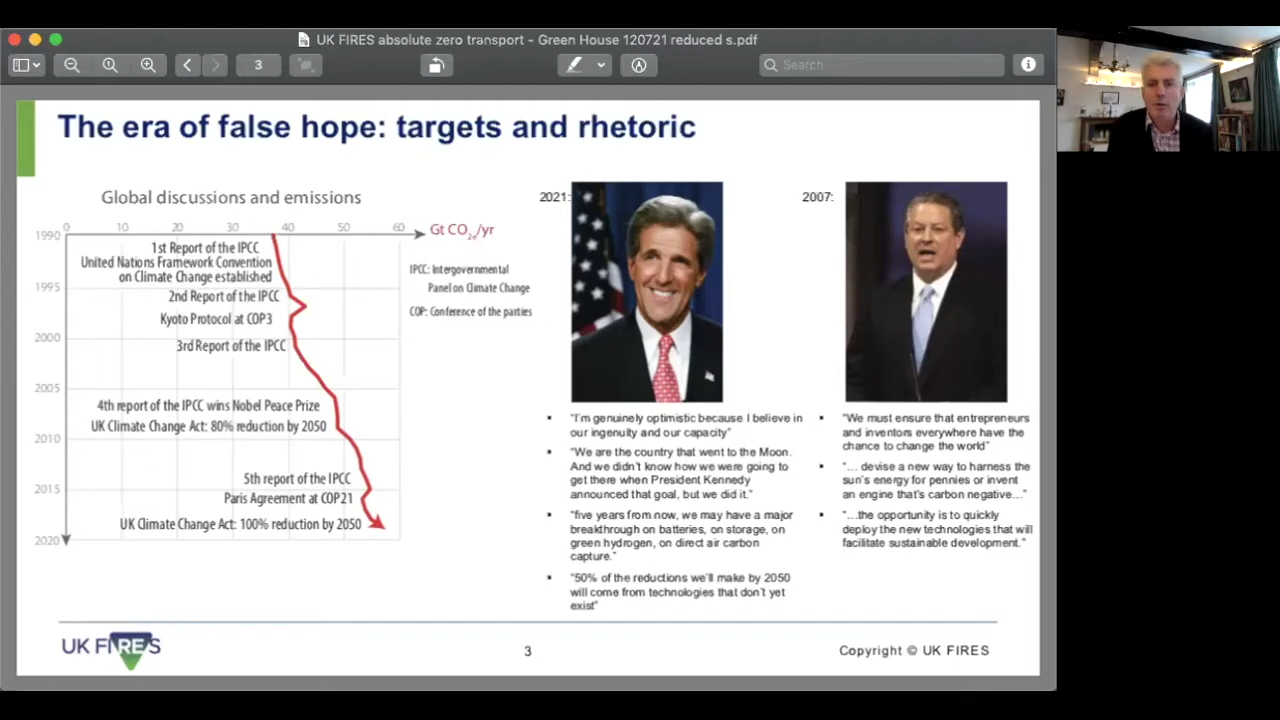 UK FIRES absolute zero transport - Green House 120721 reduced s.pdf
3
Search
The era of false hope: targets and rhetoric
Global discussions and emissions
0 10 20 30 40 50 60
Gt CO2e/yr
1990
1st Report of the IPCC
United Nations Framework Convention
on Climate Change established
1995
2nd Report of the IPCC
Kyoto Protocol at COP3
2000
3rd Report of the IPCC
2005
4th report of the IPCC wins Nobel Peace Prize
UK Climate Change Act: 80% reduction by 2050
2010
5th report of the IPCC
2015
Paris Agreement at COP21
UK Climate Change Act: 100% reduction by 2050
2020
IPCC: Intergovernmental
Panel on Climate Change
COP: Conference of the parties
2021:
▪ "I'm genuinely optimistic because I believe in
our ingenuity and our capacity"
▪ "We are the country that went to the Moon.
And we didn't know how we were going to
get there when President Kennedy
announced that goal, but we did it."
▪ "five years from now, we may have a major
breakthrough on batteries, on storage, on
green hydrogen, on direct air carbon
capture."
▪ "50% of the reductions we'll make by 2050
will come from technologies that don't yet
exist"
2007:
▪ "We must ensure that entrepreneurs
and inventors everywhere have the
chance to change the world"
▪ "... devise a new way to harness the
sun's energy for pennies or invent
an engine that's carbon negative..."
▪ "...the opportunity is to quickly
deploy the new technologies that will
facilitate sustainable development."
UK FIRES
3
Copyright © UK FIRES